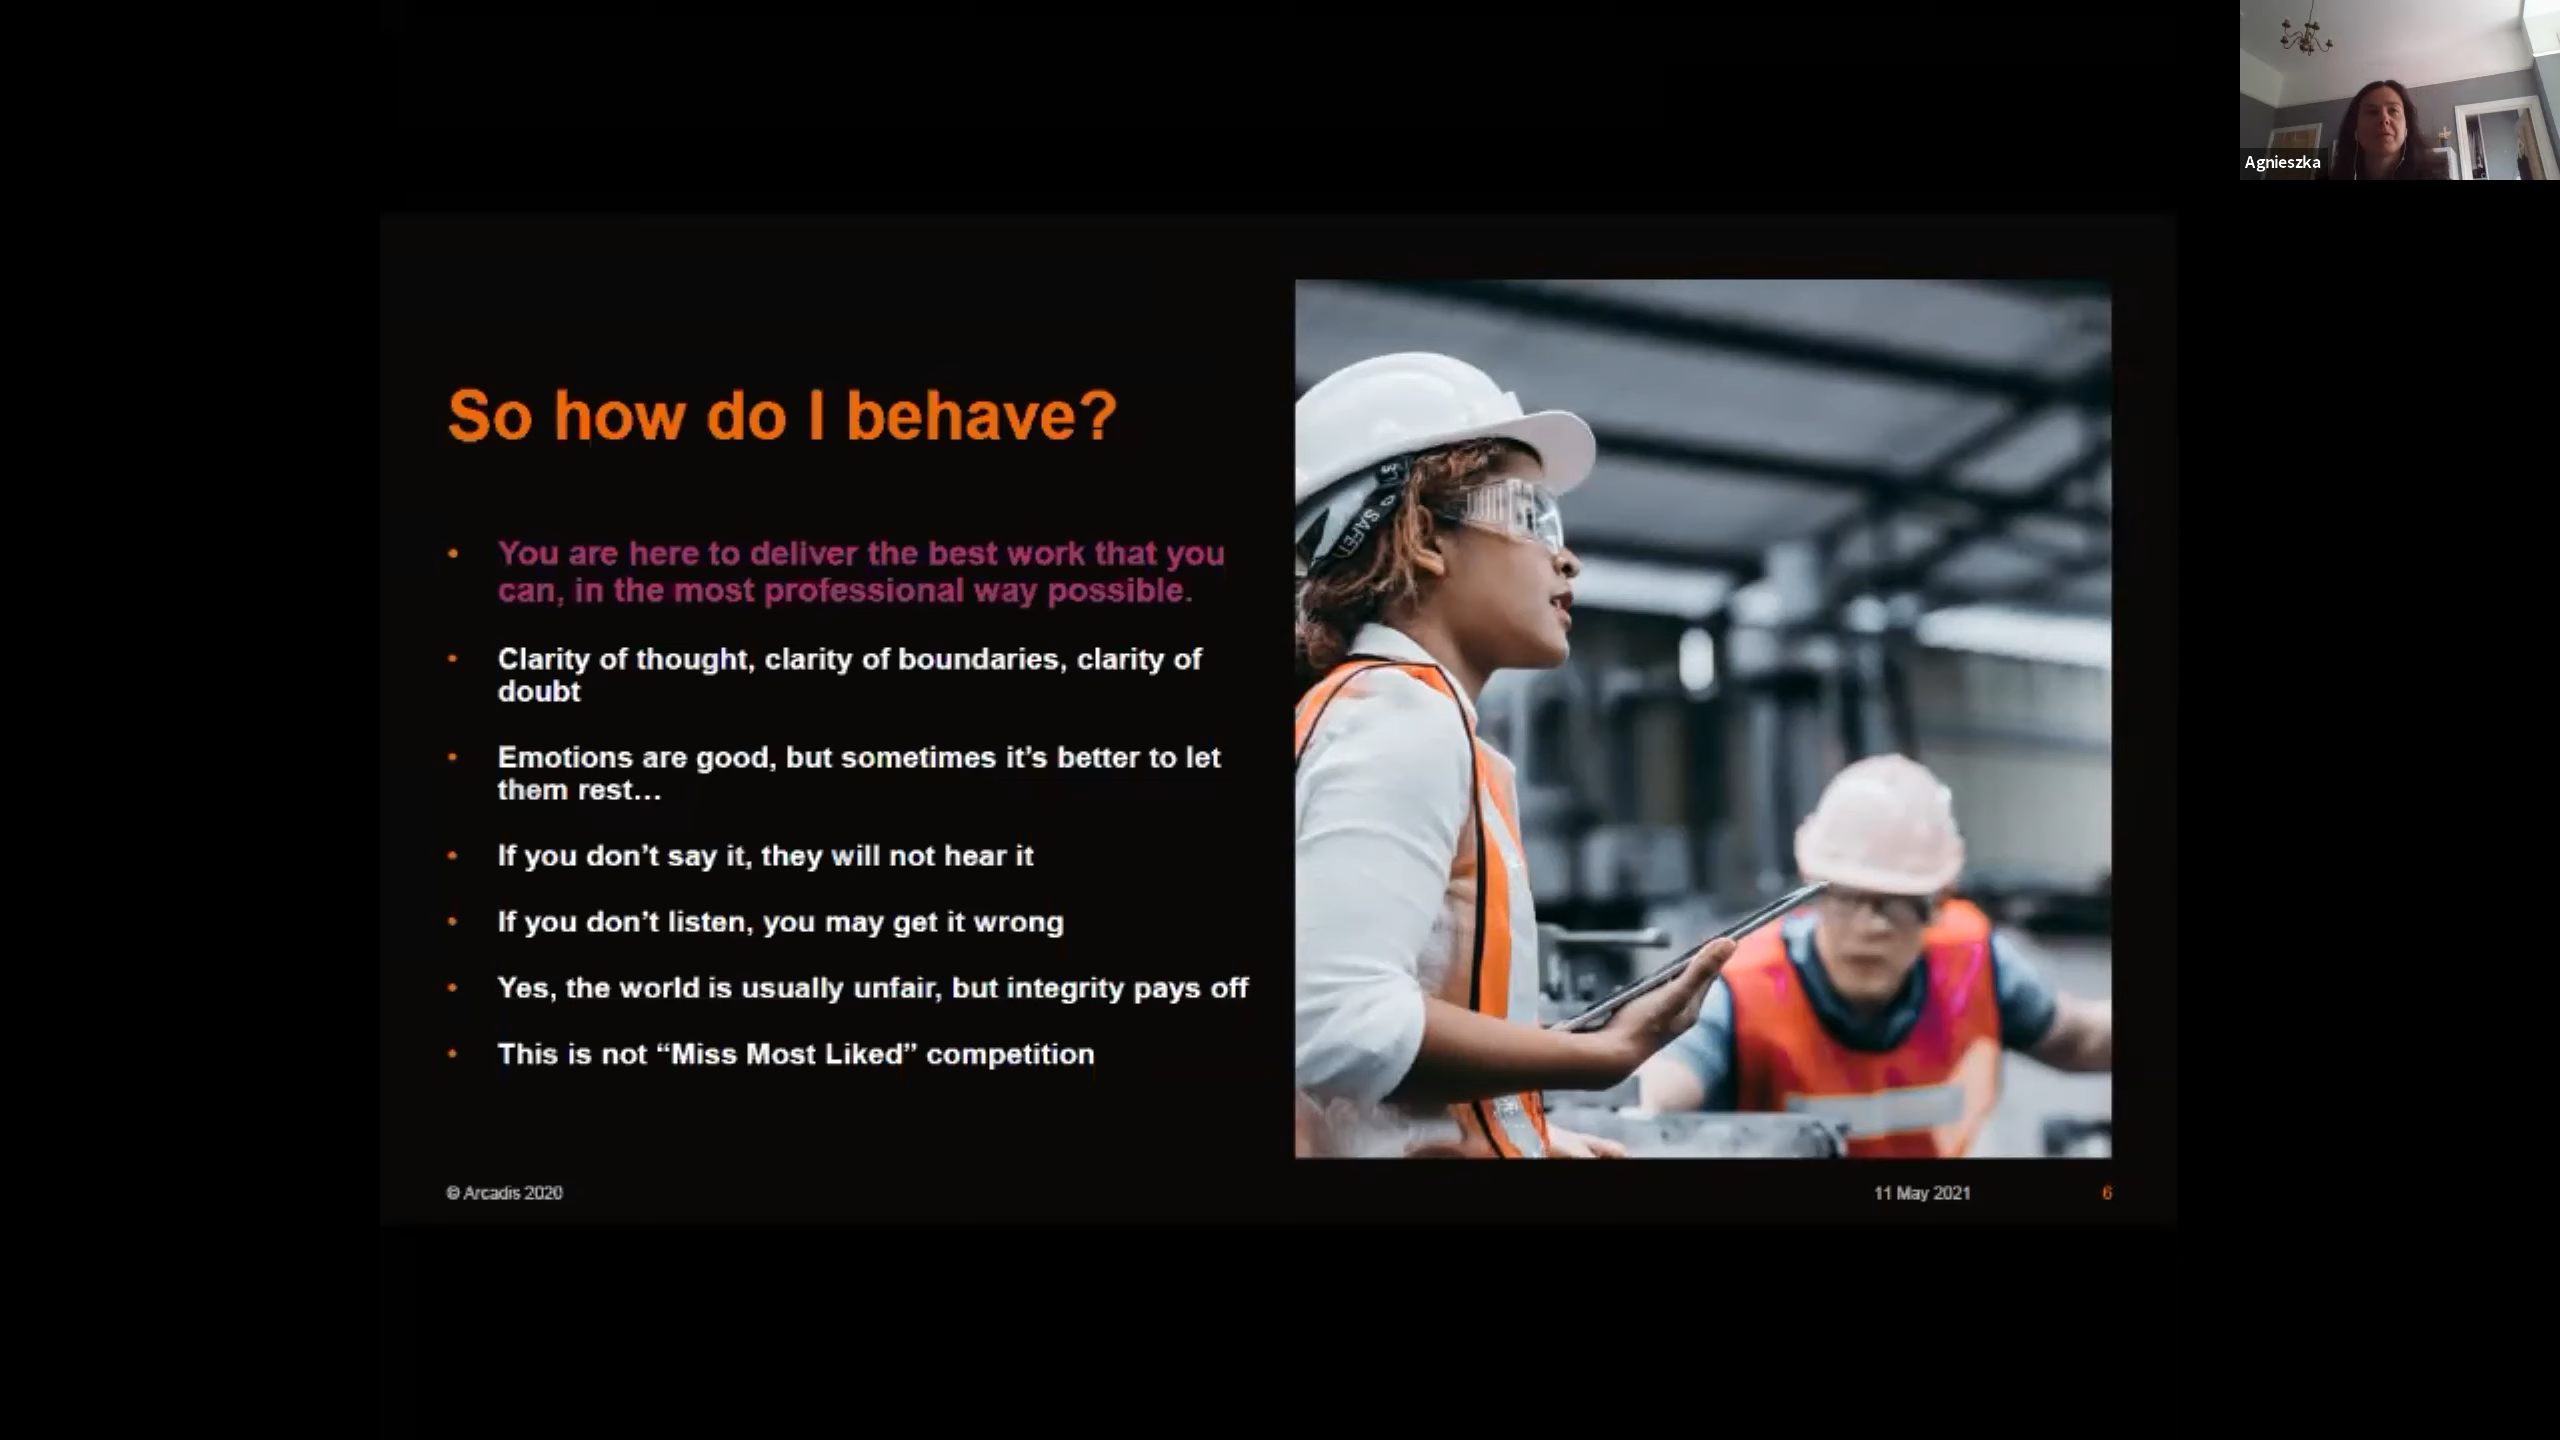 Agnieszka
So how do I behave?
• You are here to deliver the best work that you
can, in the most professional way possible.
• Clarity of thought, clarity of boundaries, clarity of
doubt
• Emotions are good, but sometimes it’s better to let
them rest…
• If you don’t say it, they will not hear it
• If you don’t listen, you may get it wrong
• Yes, the world is usually unfair, but integrity pays off
• This is not “Miss Most Liked” competition
© Arcadis 2020
11 May 2021
6